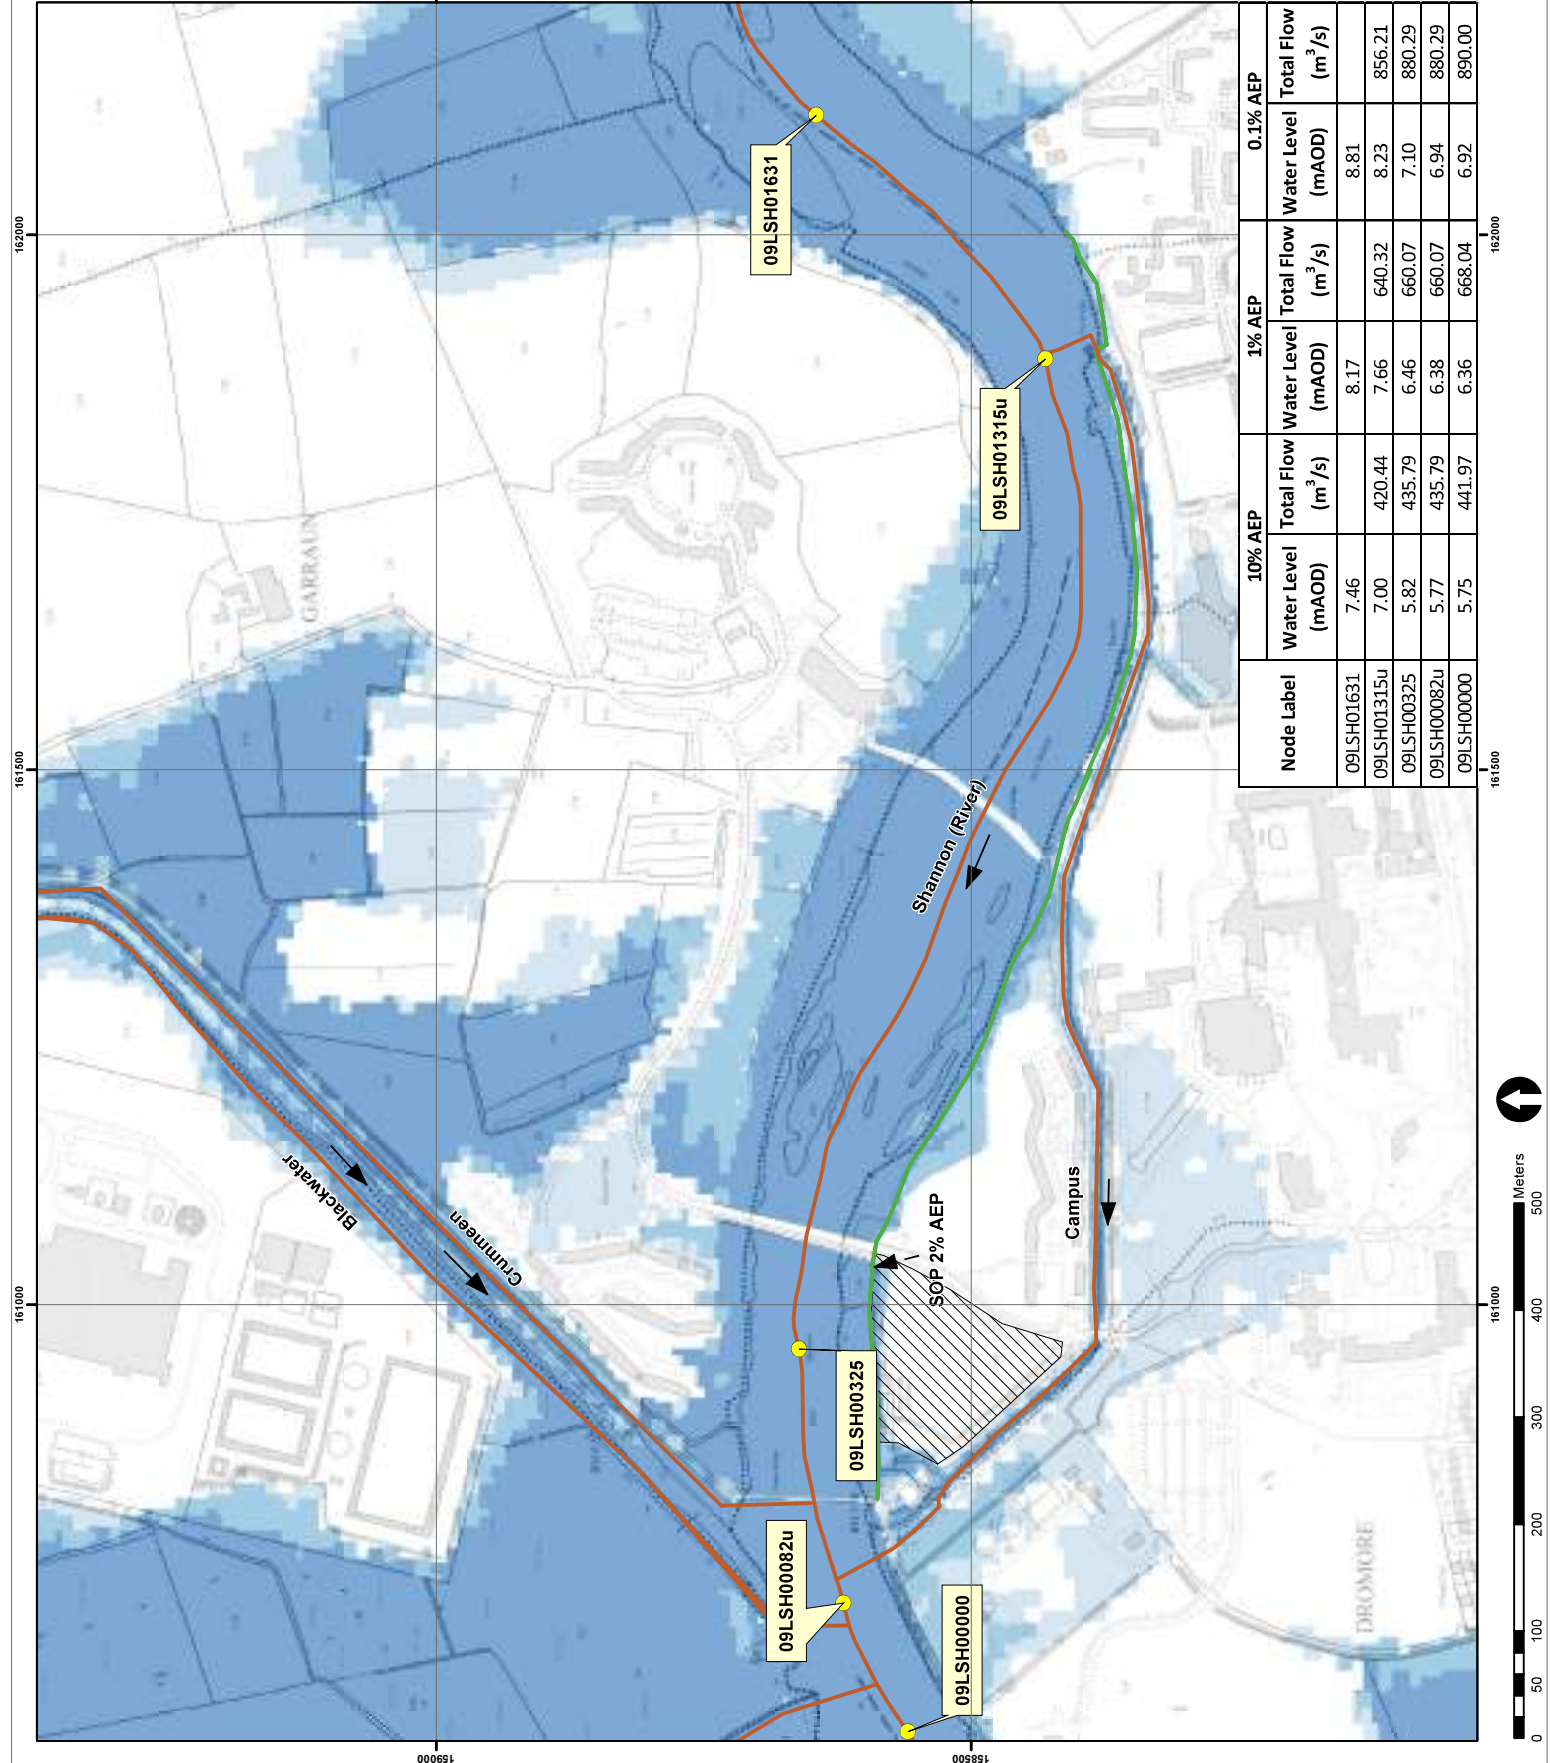 162000
161500
161000
159000
158500
162000
161500
161000
GARRAUN
DROMORE
Blackwater
Crummeen
Shannon (River)
Campus
SOP 2% AEP
09LSH01631
09LSH01315u
09LSH00325
09LSH00082u
09LSH00000
Node Label 10% AEP 1% AEP 0.1% AEP
Water Level (mAOD) Total Flow (m³/s) Water Level (mAOD) Total Flow (m³/s) Water Level (mAOD) Total Flow (m³/s)
09LSH01631 7.46 8.17 8.81
09LSH01315u 7.00 420.44 7.66 640.32 8.23 856.21
09LSH00325 5.82 435.79 6.46 660.07 7.10 880.29
09LSH00082u 5.77 435.79 6.38 660.07 6.94 880.29
09LSH00000 5.75 441.97 6.36 668.04 6.92 890.00
0 50 100 200 300 400 500
Meters